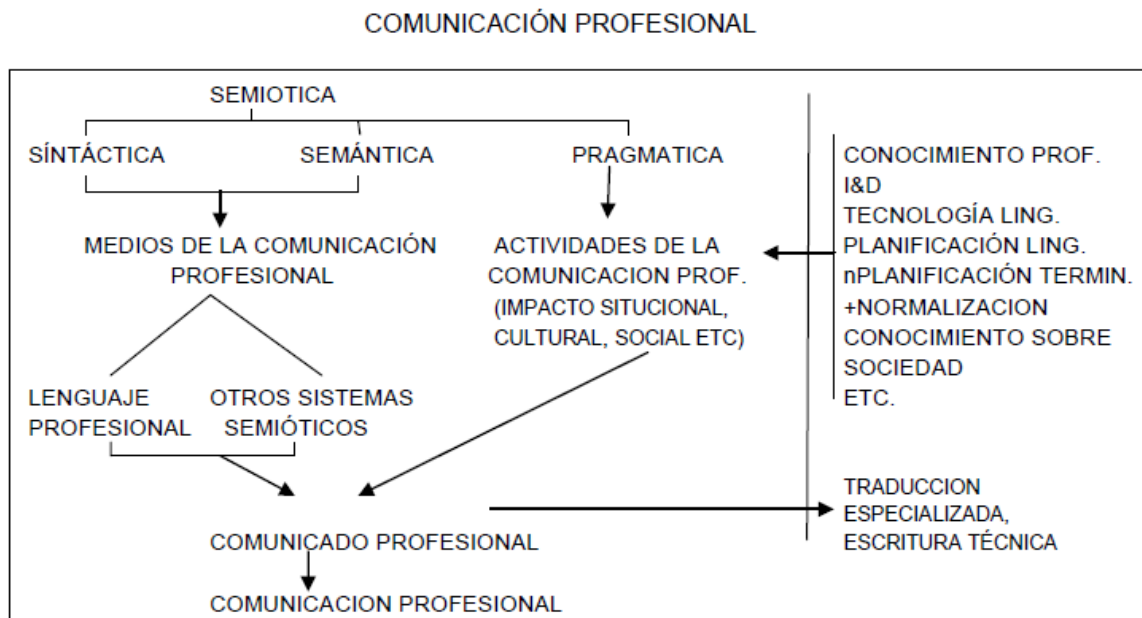 COMUNICACIÓN PROFESIONAL
SEMIOTICA
SÍNTÁCTICA
SEMÁNTICA
PRAGMATICA
MEDIOS DE LA COMUNICACIÓN
PROFESIONAL
ACTIVIDADES DE LA
COMUNICACION PROF.
(IMPACTO SITUCIONAL,
CULTURAL, SOCIAL ETC)
CONOCIMIENTO PROF.
I&D
TECNOLOGÍA LING.
PLANIFICACIÓN LING.
nPLANIFICACIÓN TERMIN.
+NORMALIZACION
CONOCIMIENTO SOBRE
SOCIEDAD
ETC.
LENGUAJE
PROFESIONAL
OTROS SISTEMAS
SEMIÓTICOS
TRADUCCION
ESPECIALIZADA,
ESCRITURA TÉCNICA
COMUNICADO PROFESIONAL
COMUNICACION PROFESIONAL